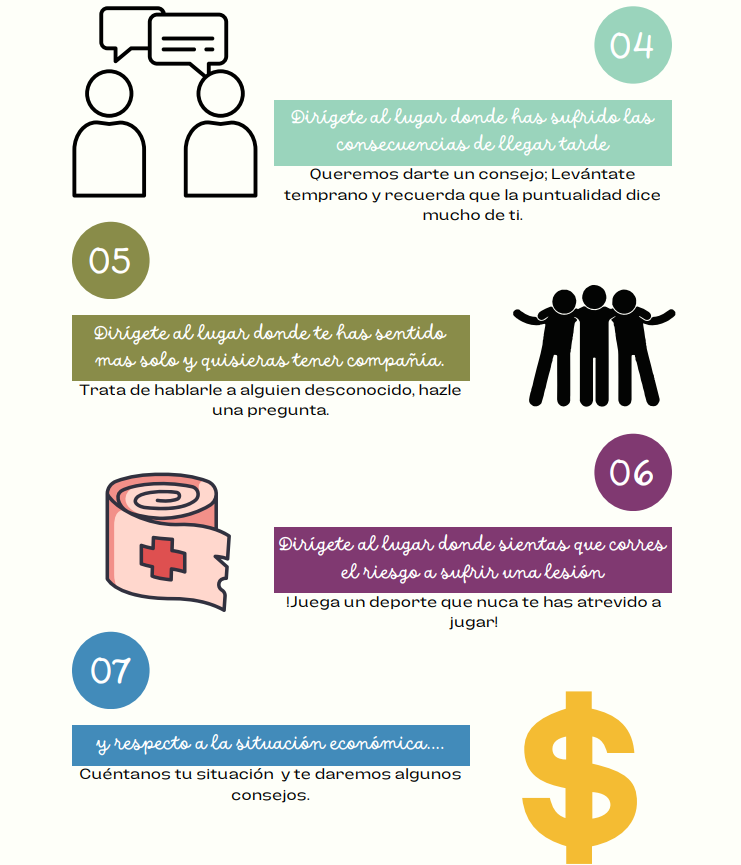 04
Dirígete al lugar donde has sufrido las
consecuencias de llegar tarde
Queremos darte un consejo; Levántate
temprano y recuerda que la puntualidad dice
mucho de ti.
05
Dirígete al lugar donde te has sentido
mas solo y quisieras tener compañía.
Trata de hablarle a alguien desconocido, hazle
una pregunta.
06
Dirígete al lugar donde sientas que corres
el riesgo a sufrir una lesión
!Juega un deporte que nuca te has atrevido a
jugar!
07
y respecto a la situación económica....
Cuéntanos tu situación y te daremos algunos
consejos.
$